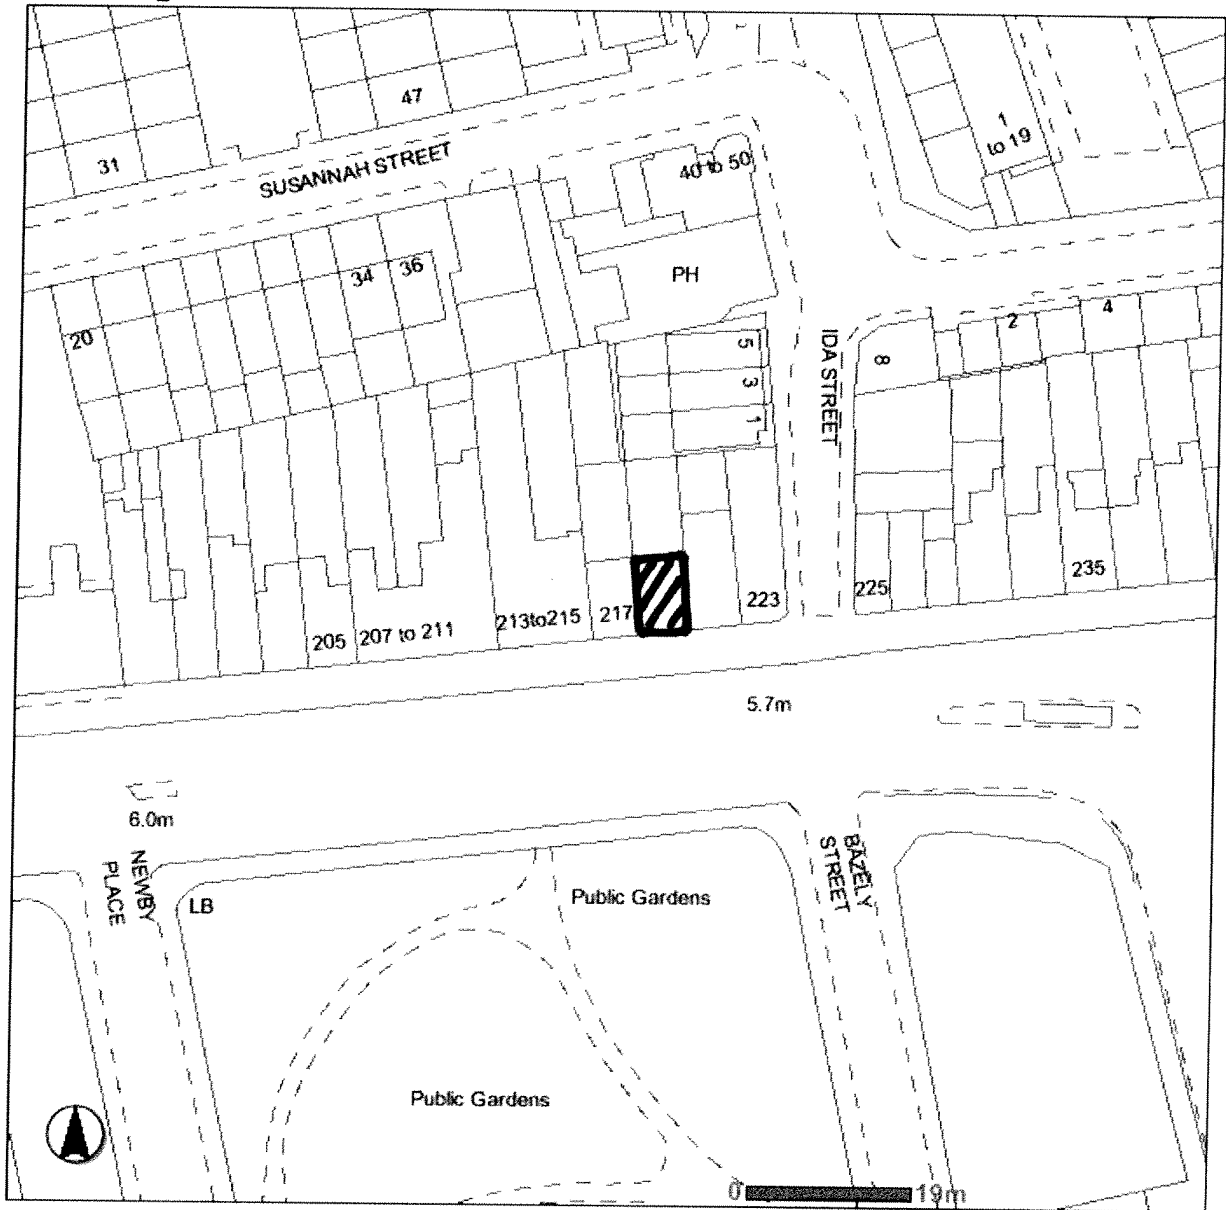 47
31
SUSANNAH STREET
40 to 50
1
to 19
34
36
PH
20
5
3
1
IDA STREET
8
2
4
205
207 to 211
213to215
217
223
225
235
5.7m
6.0m
NEWBY
PLACE
LB
Public Gardens
BAZELY
STREET
Public Gardens
0
19m